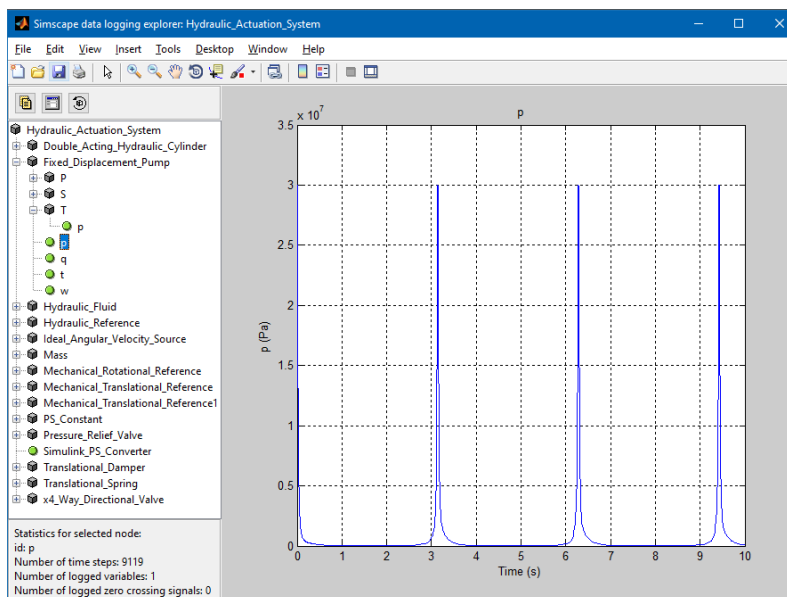 Simscape data logging explorer: Hydraulic_Actuation_System
File Edit View Insert Tools Desktop Window Help
Hydraulic_Actuation_System
Double_Acting_Hydraulic_Cylinder
Fixed_Displacement_Pump
P
S
T
p
p
q
t
w
Hydraulic_Fluid
Hydraulic_Reference
Ideal_Angular_Velocity_Source
Mass
Mechanical_Rotational_Reference
Mechanical_Translational_Reference
Mechanical_Translational_Reference1
PS_Constant
Pressure_Relief_Valve
Simulink_PS_Converter
Translational_Damper
Translational_Spring
x4_Way_Directional_Valve
Statistics for selected node:
id: p
Number of time steps: 9119
Number of logged variables: 1
Number of logged zero crossing signals: 0
p
x 10^7
3.5
3
2.5
2
1.5
1
0.5
0
p (Pa)
0 1 2 3 4 5 6 7 8 9 10
Time (s)